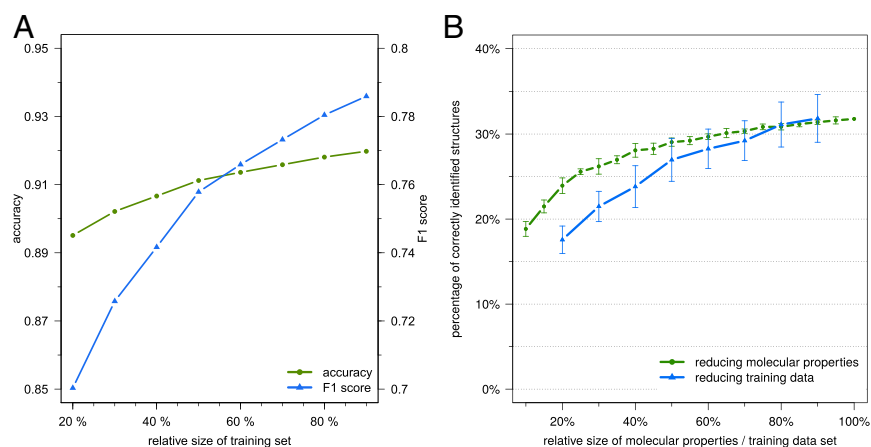 A
0.95
0.93
0.91
0.89
0.87
0.85
accuracy
0.8
0.78
0.76
0.74
0.72
0.7
F1 score
accuracy
F1 score
20 %
40 %
60 %
80 %
relative size of training set
B
40%
30%
20%
10%
0%
percentage of correctly identified structures
reducing molecular properties
reducing training data
20%
40%
60%
80%
100%
relative size of molecular properties / training data set